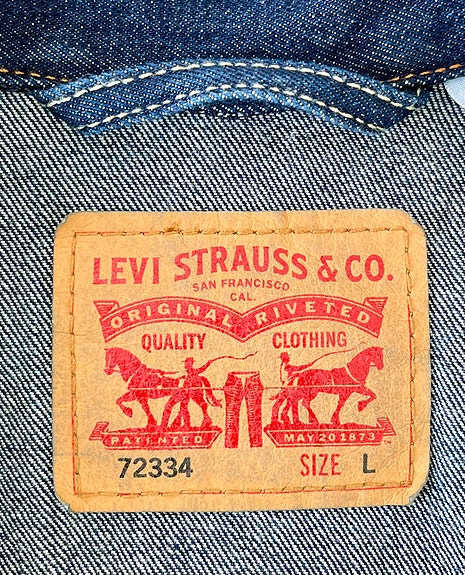 LEVI STRAUSS & CO.
SAN FRANCISCO
CAL.
ORIGINAL RIVETED
QUALITY CLOTHING
PATENTED MAY 20 1873
72334 SIZE L